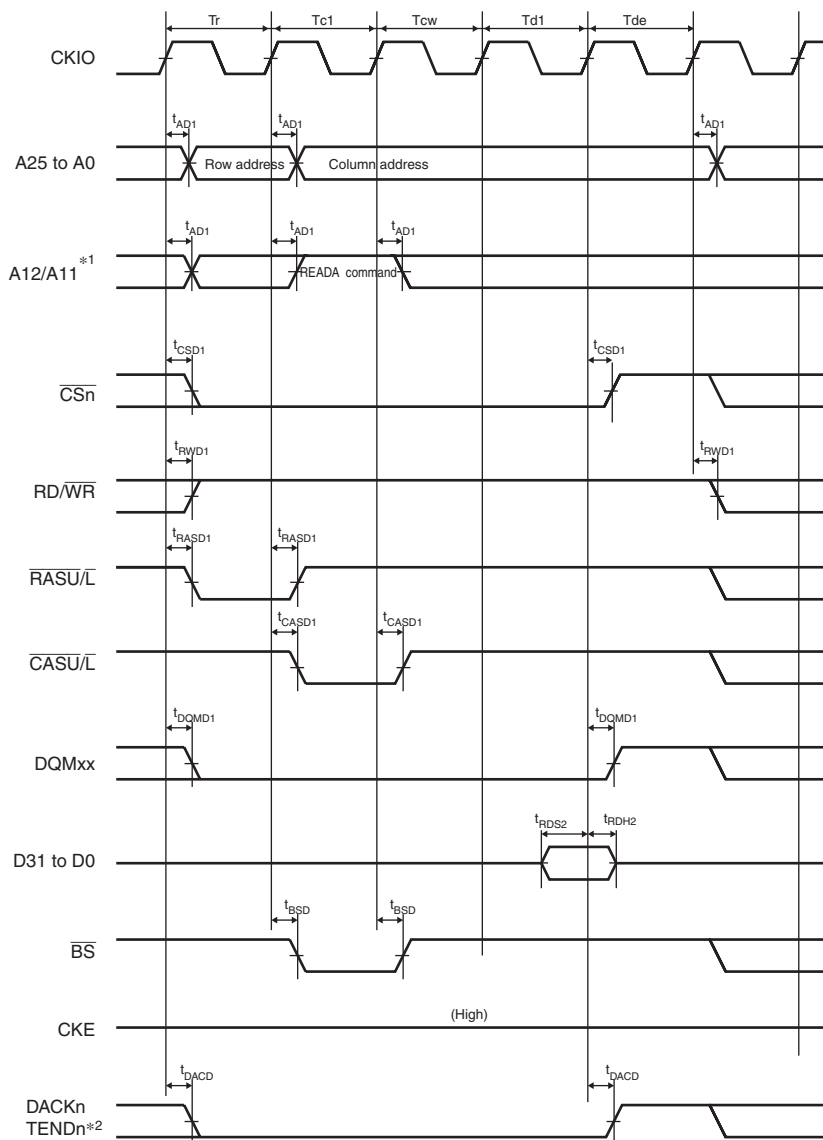 Tr Tc1 Tcw Td1 Tde
CKIO
tAD1 tAD1 tAD1
A25 to A0 Row address Column address
tAD1 tAD1 tAD1
A12/A11*1 READA command
tCSD1 tCSD1
CSn
tRWD1 tRWD1
RD/WR
tRASD1 tRASD1
RASU/L
tCASD1 tCASD1
CASU/L
tDQMD1 tDQMD1
DQMxx
tRDS2 tRDH2
D31 to D0
tBSD tBSD
BS
(High)
CKE
tDACD tDACD
DACKn
TENDn*2